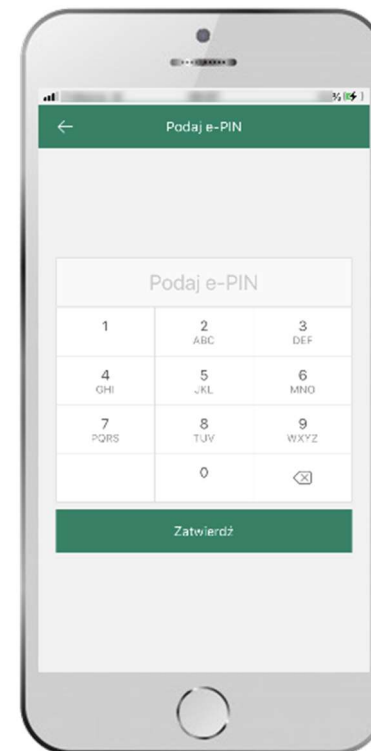 Podaj e-PIN
Podaj e-PIN
1 2 3
ABC DEF
4 5 6
GHI JKL MNO
7 8 9
PQRS TUV WXYZ
0
Zatwierdź